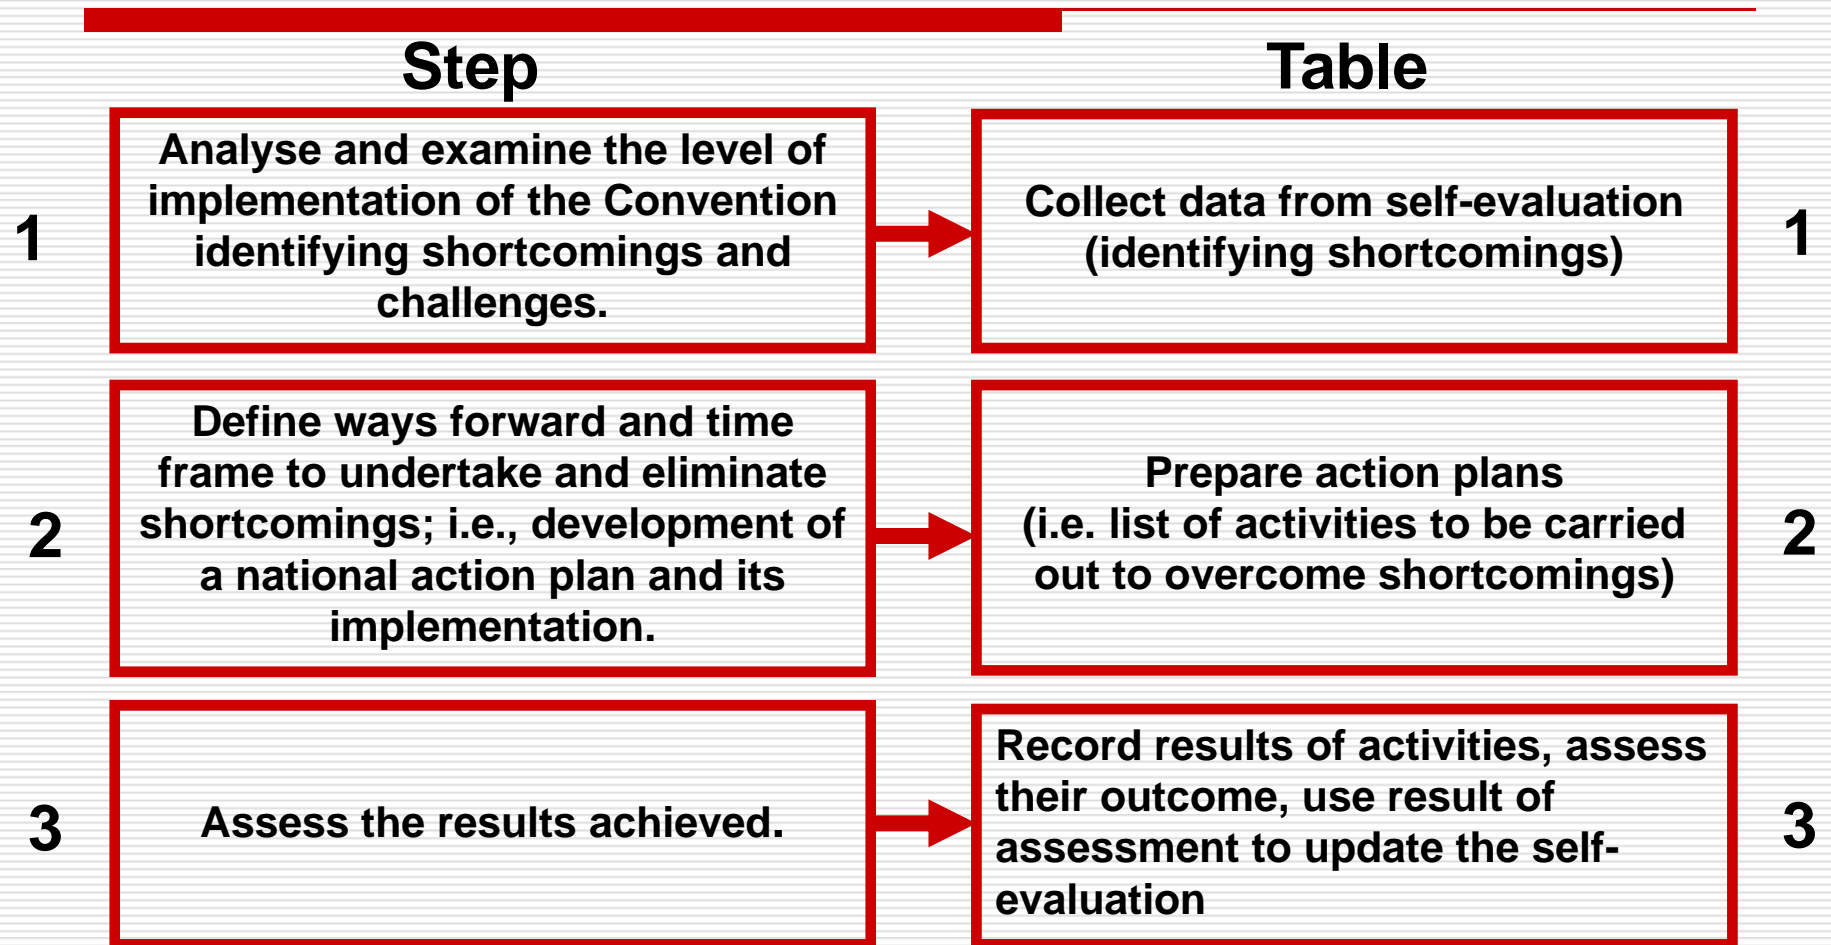 Step
Table
1
Analyse and examine the level of
implementation of the Convention
identifying shortcomings and
challenges.
Collect data from self-evaluation
(identifying shortcomings)
1
2
Define ways forward and time
frame to undertake and eliminate
shortcomings; i.e., development of
a national action plan and its
implementation.
Prepare action plans
(i.e. list of activities to be carried
out to overcome shortcomings)
2
3
Assess the results achieved.
Record results of activities, assess
their outcome, use result of
assessment to update the self-
evaluation
3